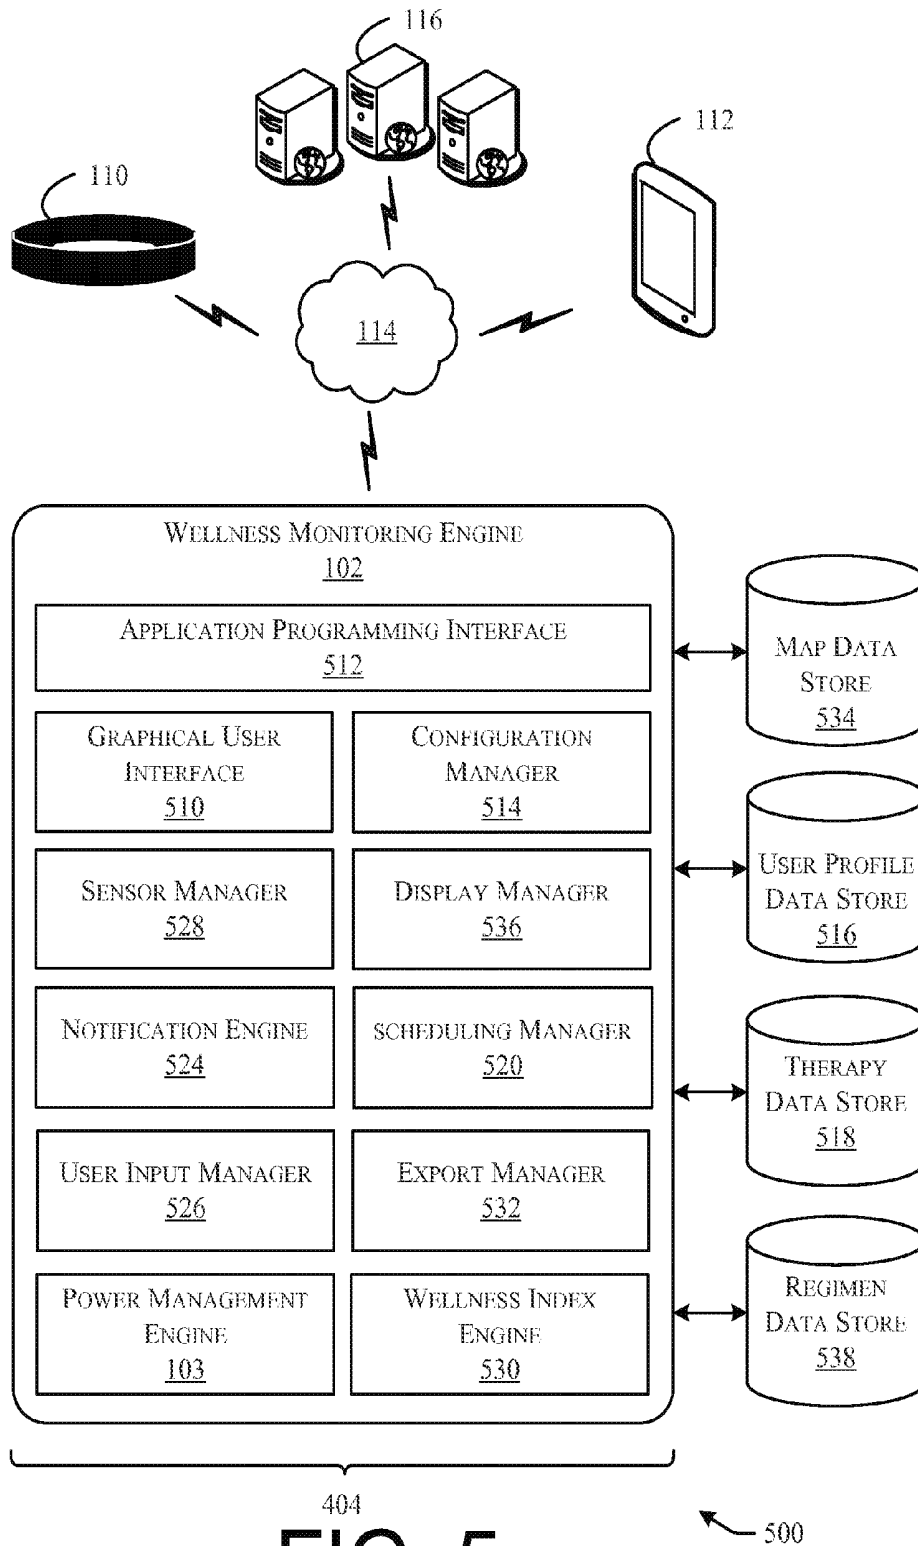 116
112
110
114
WELLNESS MONITORING ENGINE
102
APPLICATION PROGRAMMING INTERFACE
512
GRAPHICAL USER
INTERFACE
510
CONFIGURATION
MANAGER
514
SENSOR MANAGER
528
DISPLAY MANAGER
536
NOTIFICATION ENGINE
524
SCHEDULING MANAGER
520
USER INPUT MANAGER
526
EXPORT MANAGER
532
POWER MANAGEMENT
ENGINE
103
WELLNESS INDEX
ENGINE
530
MAP DATA
STORE
534
USER PROFILE
DATA STORE
516
THERAPY
DATA STORE
518
REGIMEN
DATA STORE
538
404
500
FIG. 5